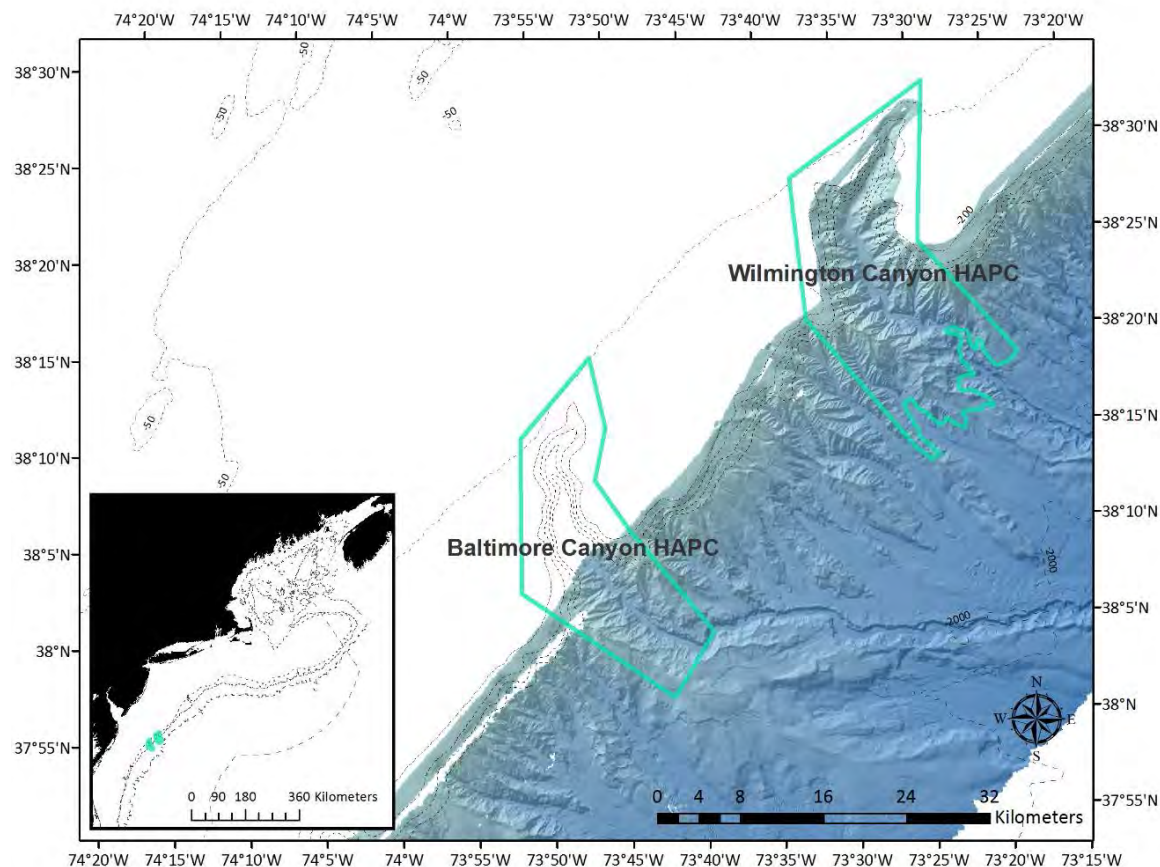 74°20'W 74°15'W 74°10'W 74°5'W 74°W 73°55'W 73°50'W 73°45'W 73°40'W 73°35'W 73°30'W 73°25'W 73°20'W
38°30'N
38°25'N
38°20'N
38°15'N
38°10'N
38°5'N
38°N
37°55'N
38°30'N
38°25'N
38°20'N
38°15'N
38°10'N
38°5'N
38°N
37°55'N
-50
-50
-50
-50
-50
-50
-50
-200
Wilmington Canyon HAPC
Baltimore Canyon HAPC
-2000
-2000
N
W E
S
0 90 180 360 Kilometers
0 4 8 16 24 32
Kilometers
74°20'W 74°15'W 74°10'W 74°5'W 74°W 73°55'W 73°50'W 73°45'W 73°40'W 73°35'W 73°30'W 73°25'W 73°20'W 73°15'W